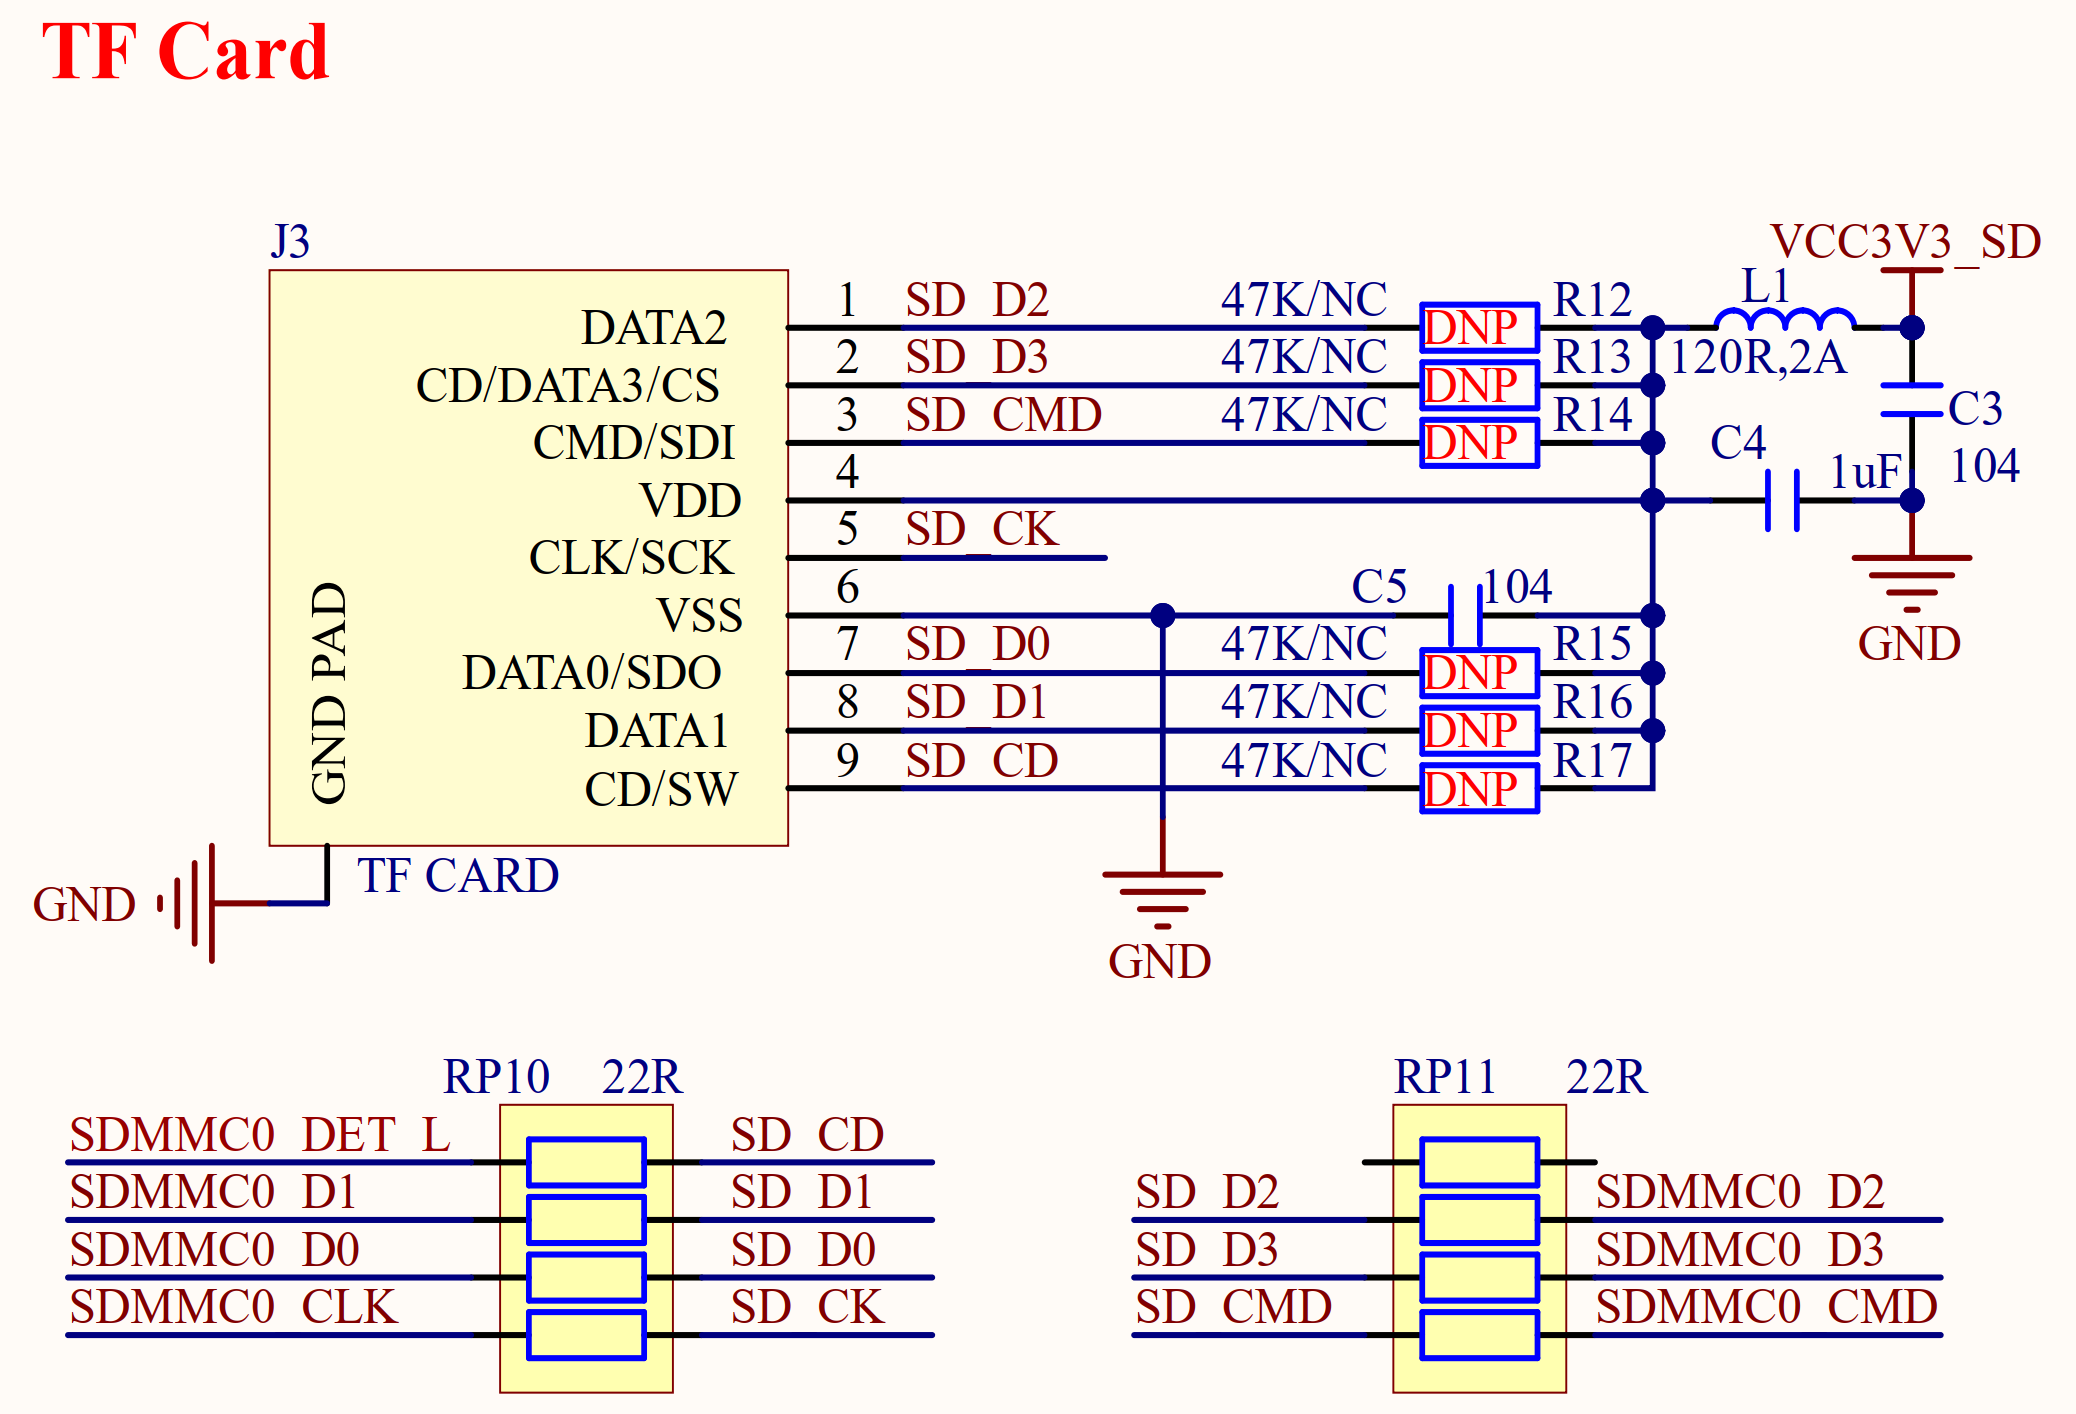 TF Card
J3
VCC3V3_SD
L1
DATA2 1 SD_D2 47K/NC DNP R12
120R,2A
CD/DATA3/CS 2 SD_D3 47K/NC DNP R13
C3
104
CMD/SDI 3 SD_CMD 47K/NC DNP R14
C4 1uF
VDD 4
CLK/SCK 5 SD_CK
VSS 6 C5 104
GND
DATA0/SDO 7 SD_D0 47K/NC DNP R15
DATA1 8 SD_D1 47K/NC DNP R16
CD/SW 9 SD_CD 47K/NC DNP R17
GND PAD
TF CARD
GND
GND
RP10 22R
SDMMC0_DET_L SD_CD
SDMMC0_D1 SD_D1
SDMMC0_D0 SD_D0
SDMMC0_CLK SD_CK
RP11 22R
SD_D2 SDMMC0_D2
SD_D3 SDMMC0_D3
SD_CMD SDMMC0_CMD